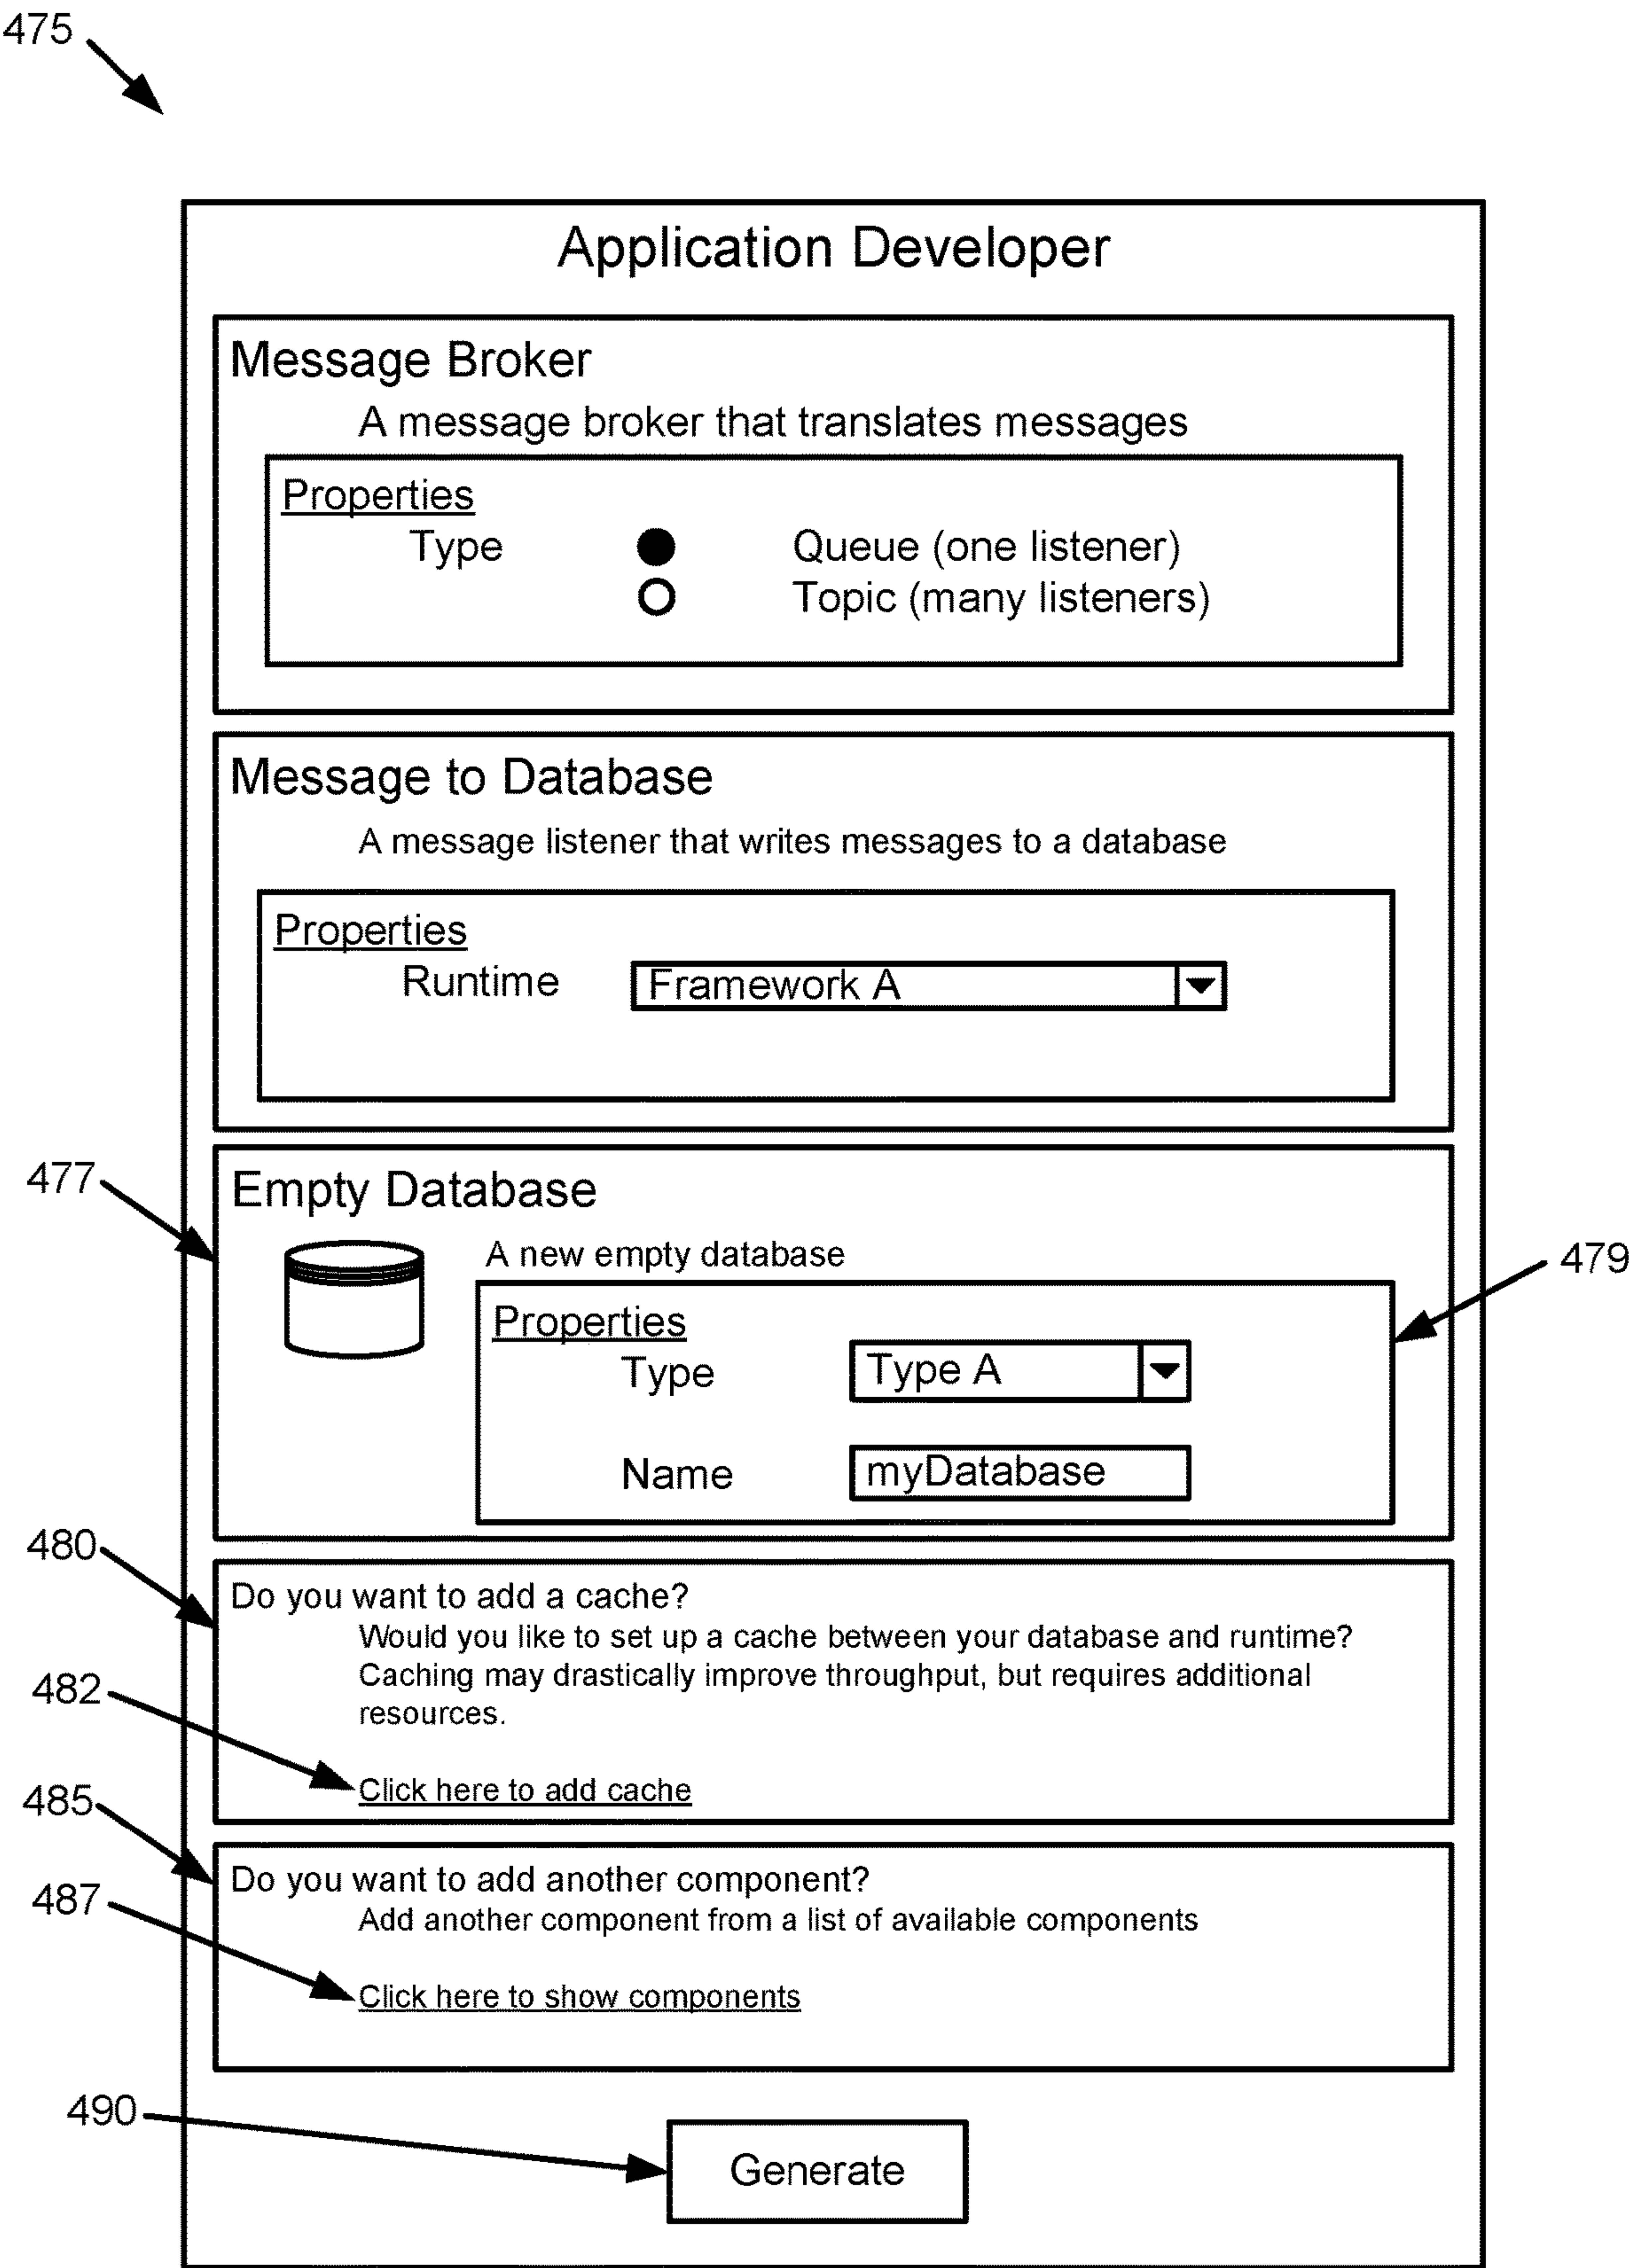 475
Application Developer
Message Broker
A message broker that translates messages
Properties
Type
Queue (one listener)
Topic (many listeners)
Message to Database
A message listener that writes messages to a database
Properties
Runtime
Framework A
477
Empty Database
A new empty database
479
Properties
Type
Type A
Name
myDatabase
480
Do you want to add a cache?
Would you like to set up a cache between your database and runtime?
Caching may drastically improve throughput, but requires additional
resources.
482
Click here to add cache
485
Do you want to add another component?
487
Add another component from a list of available components
Click here to show components
490
Generate